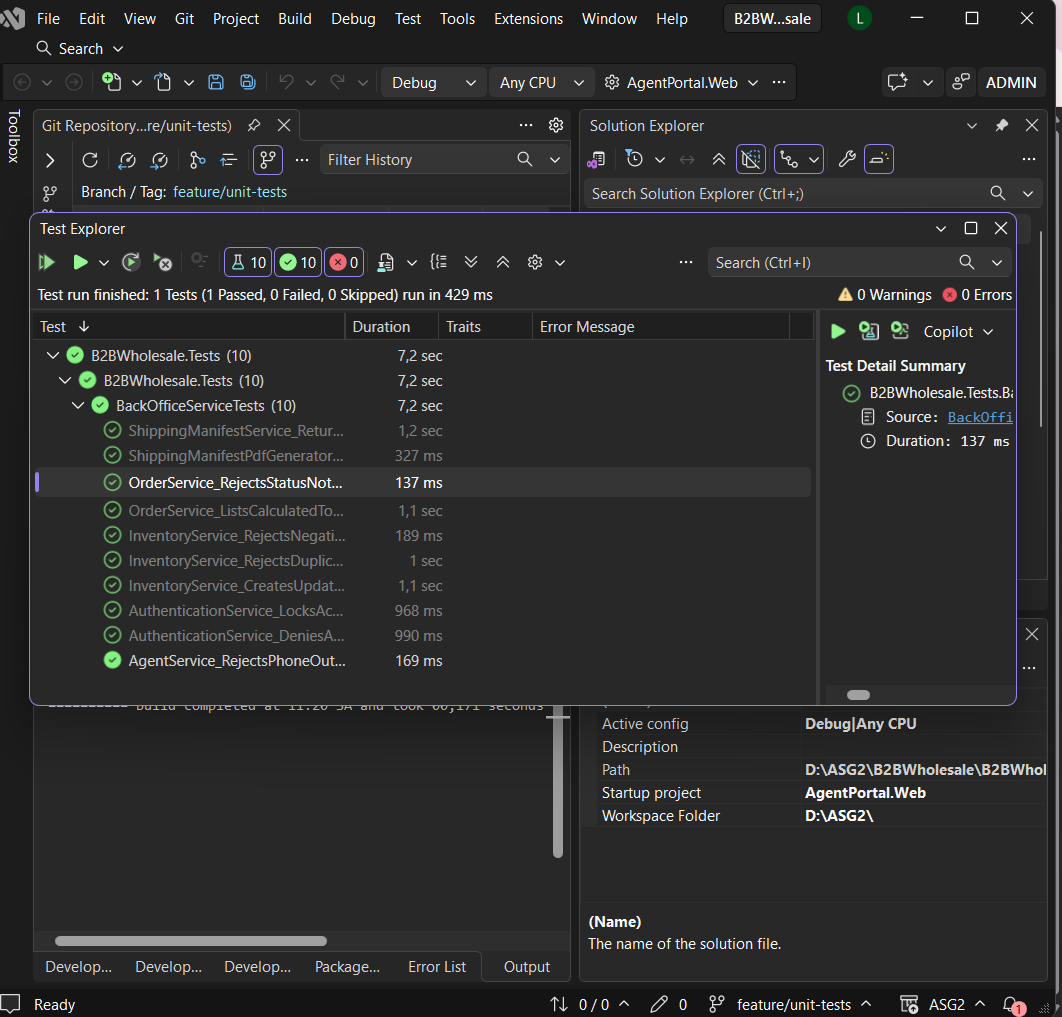 File Edit View Git Project Build Debug Test Tools Extensions Window Help B2BW...sale L
Search
Debug Any CPU AgentPortal.Web ADMIN
Toolbox
Git Repository...re/unit-tests)
Filter History
Branch / Tag: feature/unit-tests
Solution Explorer
Search Solution Explorer (Ctrl+;)
Test Explorer
10 10 0
Search (Ctrl+I)
Test run finished: 1 Tests (1 Passed, 0 Failed, 0 Skipped) run in 429 ms
0 Warnings 0 Errors
Test Duration Traits Error Message
B2BWholesale.Tests (10) 7,2 sec
B2BWholesale.Tests (10) 7,2 sec
BackOfficeServiceTests (10) 7,2 sec
ShippingManifestService_Retur... 1,2 sec
ShippingManifestPdfGenerator... 327 ms
OrderService_RejectsStatusNot... 137 ms
OrderService_ListsCalculatedTo... 1,1 sec
InventoryService_RejectsNegati... 189 ms
InventoryService_RejectsDuplic... 1 sec
InventoryService_CreatesUpdat... 1,1 sec
AuthenticationService_LocksAc... 968 ms
AuthenticationService_DeniesA... 990 ms
AgentService_RejectsPhoneOut... 169 ms
Copilot
Test Detail Summary
B2BWholesale.Tests.Ba
Source: BackOffi
Duration: 137 ms
Active config Debug|Any CPU
Description
Path D:\ASG2\B2BWholesale\B2BWhol
Startup project AgentPortal.Web
Workspace Folder D:\ASG2\
(Name)
The name of the solution file.
Develop... Develop... Develop... Package... Error List Output
Ready 0 / 0 0 feature/unit-tests ASG2 1